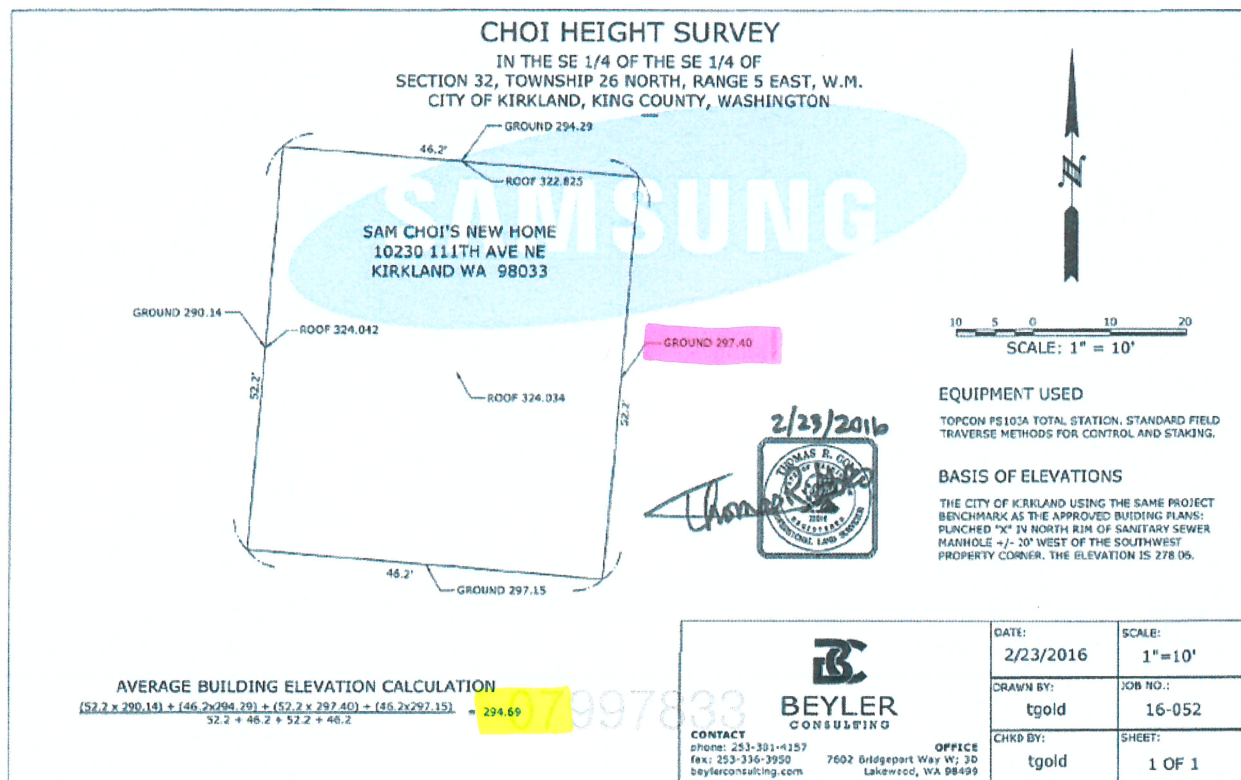 CHOI HEIGHT SURVEY
IN THE SE 1/4 OF THE SE 1/4 OF
SECTION 32, TOWNSHIP 26 NORTH, RANGE 5 EAST, W.M.
CITY OF KIRKLAND, KING COUNTY, WASHINGTON
GROUND 294.29
46.2'
ROOF 322.825
SAMSUNG
SAM CHOI'S NEW HOME
10230 111TH AVE NE
KIRKLAND WA 98033
N
GROUND 290.14
ROOF 324.042
GROUND 297.40
10 5 0 10 20
SCALE: 1" = 10'
52.2'
ROOF 324.034
52.2'
EQUIPMENT USED
TOPCON PS103A TOTAL STATION, STANDARD FIELD
TRAVERSE METHODS FOR CONTROL AND STAKING.
2/23/2016
THOMAS R. GOLD
REGISTERED
PROFESSIONAL LAND SURVEYOR
BASIS OF ELEVATIONS
THE CITY OF KIRKLAND USING THE SAME PROJECT
BENCHMARK AS THE APPROVED BUIDING PLANS:
PUNCHED "X" IN NORTH RIM OF SANITARY SEWER
MANHOLE +/- 20' WEST OF THE SOUTHWEST
PROPERTY CORNER. THE ELEVATION IS 278.06.
46.2'
GROUND 297.15
AVERAGE BUILDING ELEVATION CALCULATION
(52.2 x 290.14) + (46.2x294.29) + (52.2 x 297.40) + (46.2x297.15)
52.2 + 46.2 + 52.2 + 46.2
= 294.69
07997833
BC
BEYLER
CONSULTING
CONTACT
phone: 253-301-4157
fax: 253-336-3950
beylerconsulting.com
OFFICE
7602 Bridgeport Way W; 3D
Lakewood, WA 98499
DATE:
2/23/2016
SCALE:
1"=10'
DRAWN BY:
tgold
JOB NO.:
16-052
CHKD BY:
tgold
SHEET:
1 OF 1